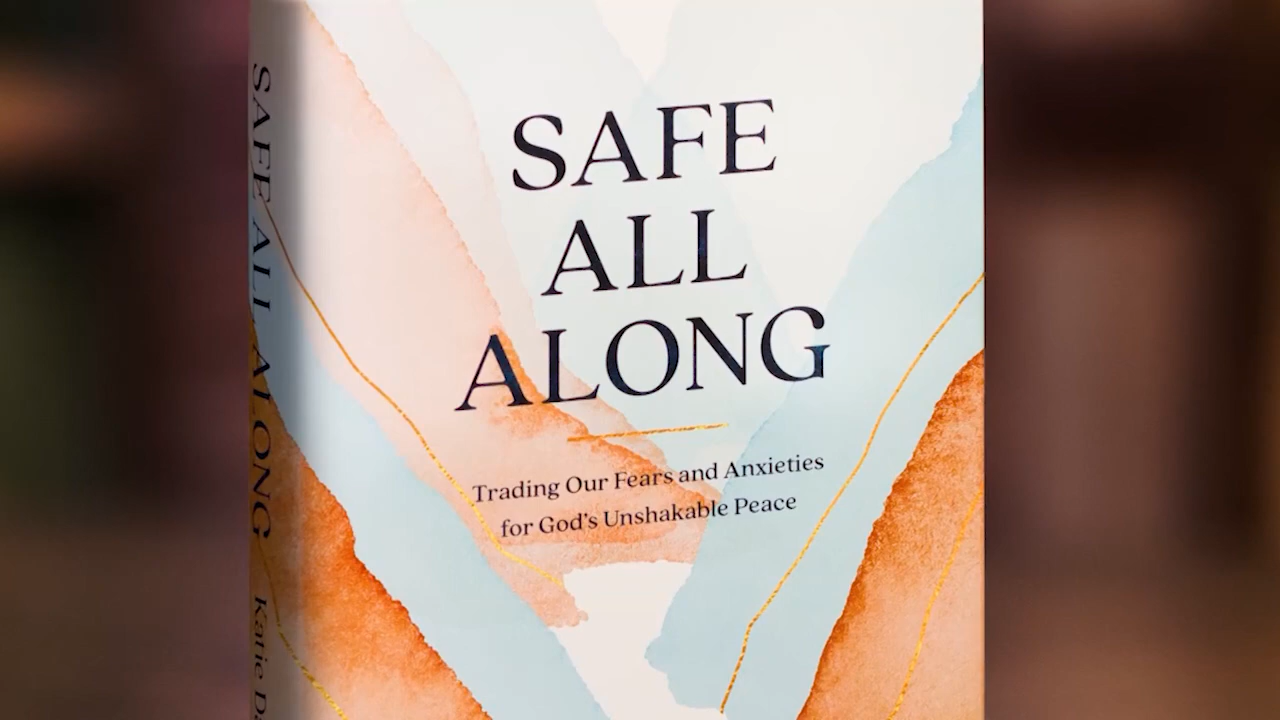 SAFE
ALL
ALONG
Trading Our Fears and Anxieties
for God's Unshakable Peace
SAFE ALL ALONG Katie